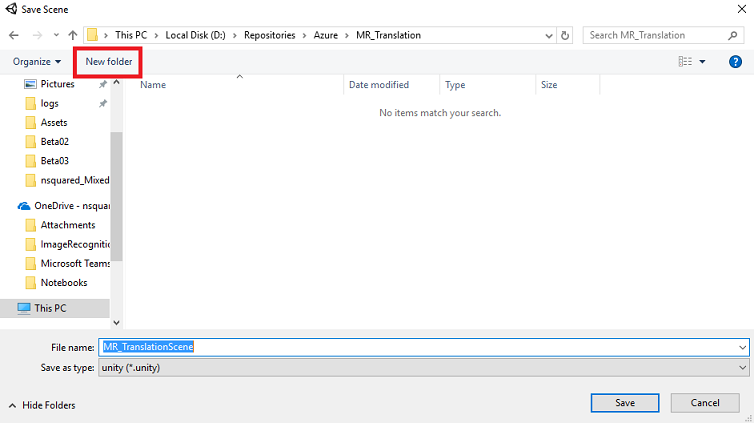 Save Scene
This PC > Local Disk (D:) > Repositories > Azure > MR_Translation
Search MR_Translation
Organize
New folder
Name
Date modified
Type
Size
No items match your search.
Pictures
logs
Assets
Beta02
Beta03
nsquared_Mixed
OneDrive - nsquar
Attachments
ImageRecognitio
Microsoft Teams
Notebooks
This PC
File name: MR_TranslationScene
Save as type: unity (*.unity)
Hide Folders
Save
Cancel